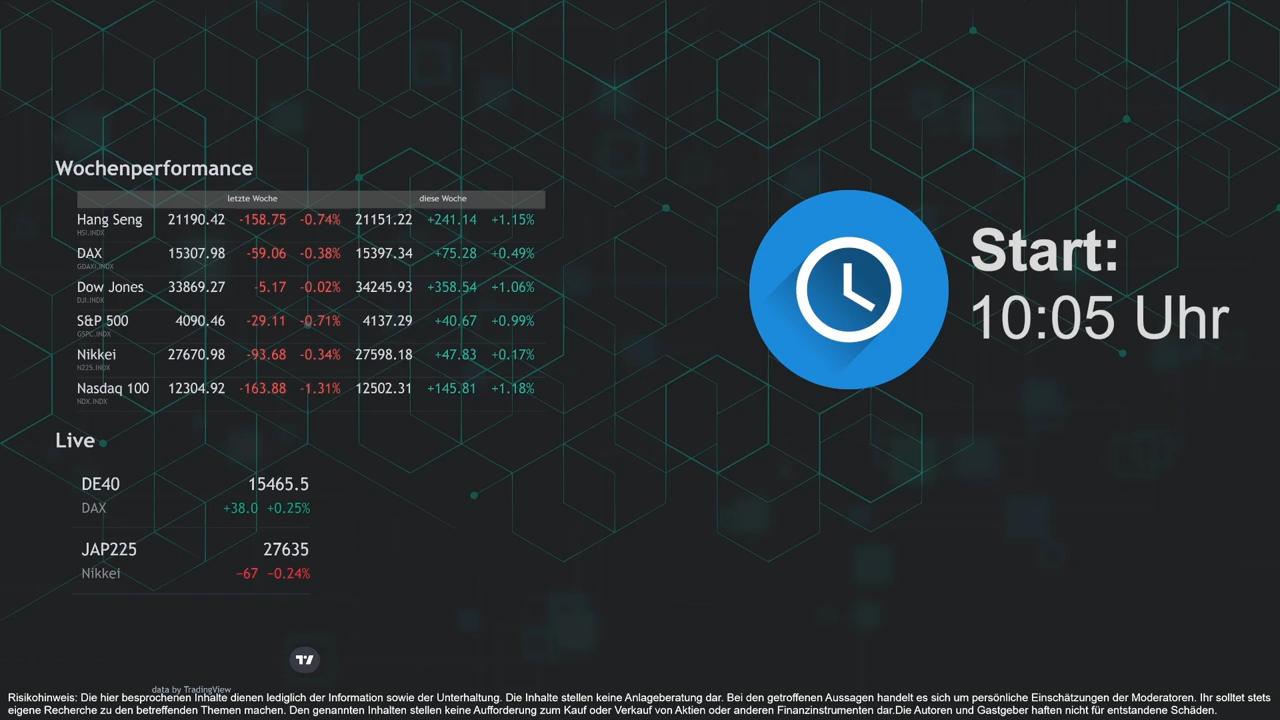 Wochenperformance
letzte Woche diese Woche
Hang Seng 21190.42 -158.75 -0.74% 21151.22 +241.14 +1.15%
HSI.INDX
DAX 15307.98 -59.06 -0.38% 15397.34 +75.28 +0.49%
GDAXI.INDX
Dow Jones 33869.27 -5.17 -0.02% 34245.93 +358.54 +1.06%
DJI.INDX
S&P 500 4090.46 -29.11 -0.71% 4137.29 +40.67 +0.99%
GSPC.INDX
Nikkei 27670.98 -93.68 -0.34% 27598.18 +47.83 +0.17%
N225.INDX
Nasdaq 100 12304.92 -163.88 -1.31% 12502.31 +145.81 +1.18%
NDX.INDX
Start:
10:05 Uhr
Live
DE40 15465.5
DAX +38.0 +0.25%
JAP225 27635
Nikkei −67 −0.24%
data by TradingView
Risikohinweis: Die hier besprochenen Inhalte dienen lediglich der Information sowie der Unterhaltung. Die Inhalte stellen keine Anlageberatung dar. Bei den getroffenen Aussagen handelt es sich um persönliche Einschätzungen der Moderatoren. Ihr solltet stets
eigene Recherche zu den betreffenden Themen machen. Den genannten Inhalten stellen keine Aufforderung zum Kauf oder Verkauf von Aktien oder anderen Finanzinstrumenten dar.Die Autoren und Gastgeber haften nicht für entstandene Schäden.